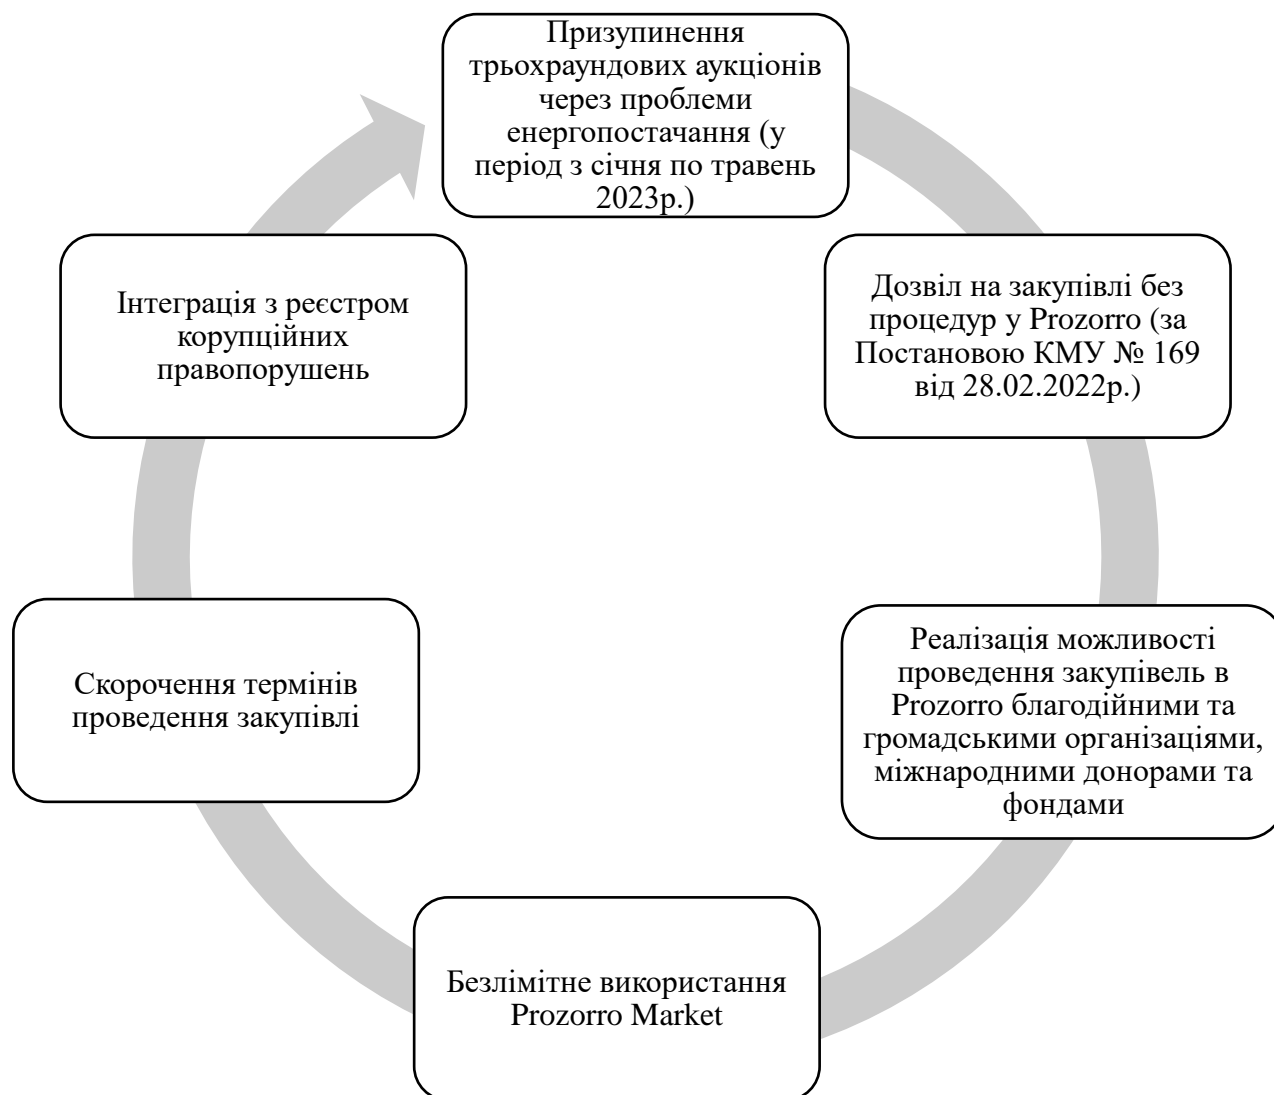 Призупинення
трьохраундових аукціонів
через проблеми
енергопостачання (у
період з січня по травень
2023р.)
Дозвіл на закупівлі без
процедур у Prozorro (за
Постановою КМУ № 169
від 28.02.2022р.)
Реалізація можливості
проведення закупівель в
Prozorro благодійними та
громадськими організаціями,
міжнародними донорами та
фондами
Безлімітне використання
Prozorro Market
Скорочення термінів
проведення закупівлі
Інтеграція з реєстром
корупційних
правопорушень